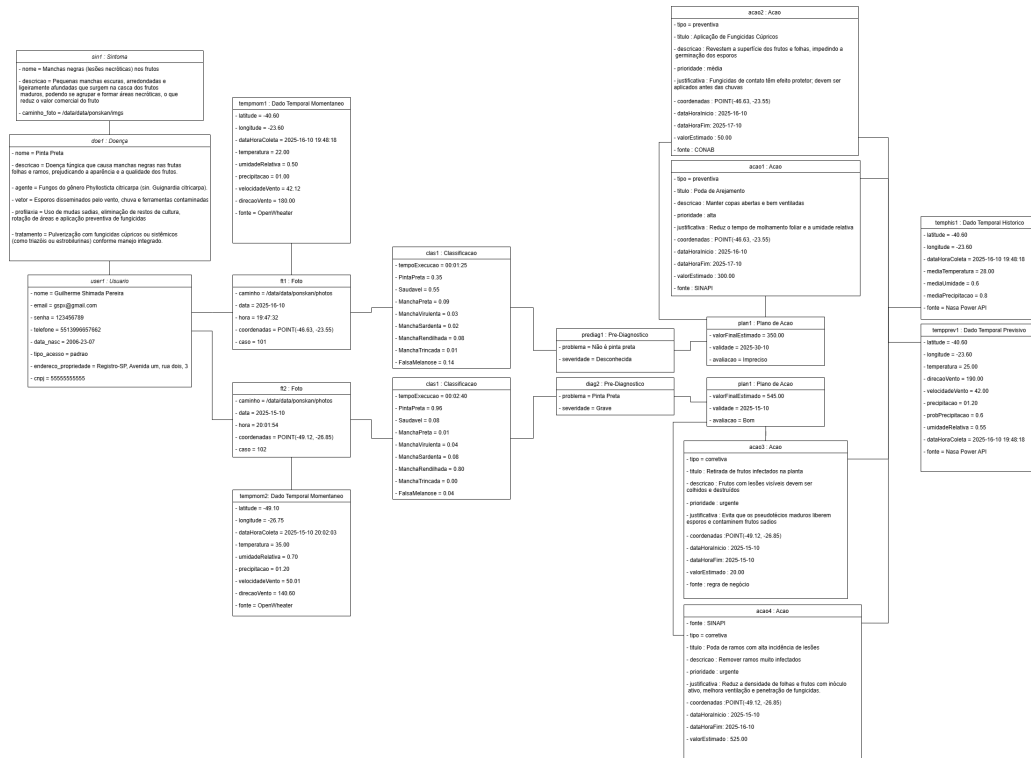 sin1 : Sintoma
- nome = Manchas negras (lesões necróticas) nos frutos
- descricao = Pequenas manchas escuras, arredondadas e
ligeiramente afundadas que surgem na casca dos frutos
maduros, podendo se agrupar e formar áreas necróticas, o que
reduz o valor comercial do fruto
- caminho_foto = /data/data/ponskan/imgs
doe1 : Doença
- nome = Pinta Preta
- descricao = Doença fúngica que causa manchas negras nas frutas
folhas e ramos, prejudicando a aparência e a qualidade dos frutos.
- agente = Fungos do gênero Phyllosticta citricarpa (sin. Guignardia citricarpa).
- vetor = Esporos disseminados pelo vento, chuva e ferramentas contaminadas
- profilaxia = Uso de mudas sadias, eliminação de restos de cultura,
rotação de áreas e aplicação preventiva de fungicidas
- tratamento = Pulverização com fungicidas cúpricos ou sistêmicos
(como triazóis ou estrobilurinas) conforme manejo integrado.
user1 : Usuario
- nome = Guilherme Shimada Pereira
- email = gspx@gmail.com
- senha = 123456789
- telefone = 5513996657662
- data_nasc = 2006-23-07
- tipo_acesso = padrao
- endereco_propriedade = Registro-SP, Avenida um, rua dois, 3
- cnpj = 55555555555
tempmom1 : Dado Temporal Momentaneo
- latitude = -40.60
- longitude = -23.60
- dataHoraColeta = 2025-16-10 19:48:18
- temperatura = 22.00
- umidadeRelativa = 0.50
- precipitacao = 01.00
- velocidadeVento = 42.12
- direcaoVento = 180.00
- fonte = OpenWheater
ft1 : Foto
- caminho = /data/data/ponskan/photos
- data = 2025-16-10
- hora = 19:47:32
- coordenadas = POINT(-46.63, -23.55)
- caso = 101
ft2 : Foto
- caminho = /data/data/ponskan/photos
- data = 2025-15-10
- hora = 20:01:54
- coordenadas = POINT(-49.12, -26.85)
- caso = 102
tempmom2: Dado Temporal Momentaneo
- latitude = -49.10
- longitude = -26.75
- dataHoraColeta = 2025-15-10 20:02:03
- temperatura = 35.00
- umidadeRelativa = 0.70
- precipitacao = 01.20
- velocidadeVento = 50.01
- direcaoVento = 140.60
- fonte = OpenWheater
clas1 : Classificacao
- tempoExecucao = 00:01:25
- PintaPreta = 0.35
- Saudavel = 0.55
- ManchaPreta = 0.09
- ManchaVirulenta = 0.03
- ManchaSardenta = 0.02
- ManchaRendilhada = 0.08
- ManchaTrincada = 0.01
- FalsaMelanose = 0.14
clas1 : Classificacao
- tempoExecucao = 00:02:40
- PintaPreta = 0.96
- Saudavel = 0.08
- ManchaPreta = 0.01
- ManchaVirulenta = 0.04
- ManchaSardenta = 0.08
- ManchaRendilhada = 0.80
- ManchaTrincada = 0.00
- FalsaMelanose = 0.04
prediag1 : Pre-Diagnostico
- problema = Não é pinta preta
- severidade = Desconhecida
diag2 : Pre-Diagnostico
- problema = Pinta Preta
- severidade = Grave
acao2 : Acao
- tipo = preventiva
- titulo : Aplicação de Fungicidas Cúpricos
- descricao : Revestem a superfície dos frutos e folhas, impedindo a
germinação dos esporos
- prioridade : média
- justificativa : Fungicidas de contato têm efeito protetor; devem ser
aplicados antes das chuvas
- coordenadas : POINT(-46.63, -23.55)
- dataHoraInicio : 2025-16-10
- dataHoraFim: 2025-17-10
- valorEstimado : 50.00
- fonte : CONAB
acao1 : Acao
- tipo = preventiva
- titulo : Poda de Arejamento
- descricao : Manter copas abertas e bem ventiladas
- prioridade : alta
- justificativa : Reduz o tempo de molhamento foliar e a umidade relativa
- coordenadas : POINT(-46.63, -23.55)
- dataHoraInicio : 2025-16-10
- dataHoraFim: 2025-17-10
- valorEstimado :300.00
- fonte : SINAPI
plan1 : Plano de Acao
- valorFinalEstimado = 350.00
- validade = 2025-30-10
- avaliacao = Impreciso
plan1 : Plano de Acao
- valorFinalEstimado = 545.00
- validade = 2025-15-10
- avaliacao = Bom
acao3 : Acao
- tipo = corretiva
- titulo : Retirada de frutos infectados na planta
- descricao : Frutos com lesões visíveis devem ser
colhidos e destruídos
- prioridade : urgente
- justificativa : Evita que os pseudotécios maduros liberem
esporos e contaminem frutos sadios
- coordenadas :POINT(-49.12, -26.85)
- dataHoraInicio : 2025-15-10
- dataHoraFim: 2025-15-10
- valorEstimado : 20.00
- fonte : regra de negócio
acao4 : Acao
- fonte : SINAPI
- tipo = corretiva
- titulo : Poda de ramos com alta incidência de lesões
- descricao : Remover ramos muito infectados
- prioridade : urgente
- justificativa : Reduz a densidade de folhas e frutos com inóculo
ativo, melhora ventilação e penetração de fungicidas.
- coordenadas :POINT(-49.12, -26.85)
- dataHoraInicio : 2025-15-10
- dataHoraFim: 2025-16-10
- valorEstimado : 525.00
temphis1 : Dado Temporal Historico
- latitude = -40.60
- longitude = -23.60
- dataHoraColeta = 2025-16-10 19:48:18
- mediaTemperatura = 28.00
- mediaUmidade = 0.6
- mediaPrecipitacao = 0.8
- fonte = Nasa Power API
tempprev1 : Dado Temporal Previsivo
- latitude = -40.60
- longitude = -23.60
- temperatura = 25.00
- direcaoVento = 190.00
- velocidadeVento = 42.00
- precipitacao = 01.20
- probPrecipitacao = 0.6
- umidadeRelativa = 0.55
- dataHoraColeta = 2025-16-10 19:48:18
- fonte = Nasa Power API